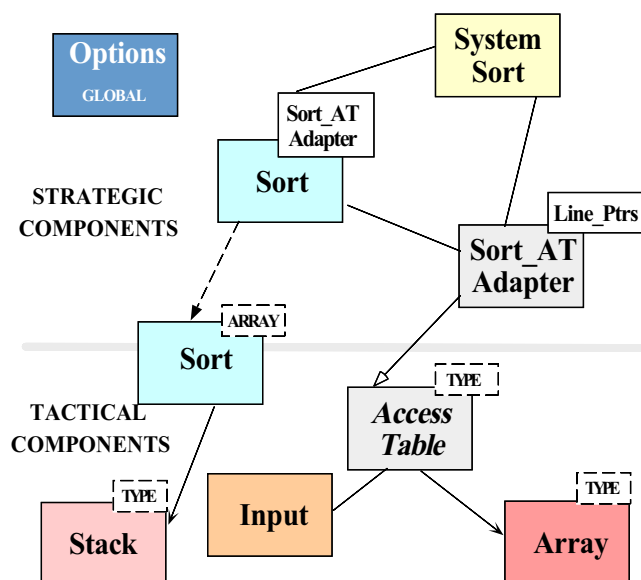 Options
GLOBAL
System
Sort
Sort_AT
Adapter
Sort
STRATEGIC
COMPONENTS
Line_Ptrs
Sort_AT
Adapter
ARRAY
Sort
TYPE
Access
Table
TACTICAL
COMPONENTS
TYPE
Stack
Input
TYPE
Array